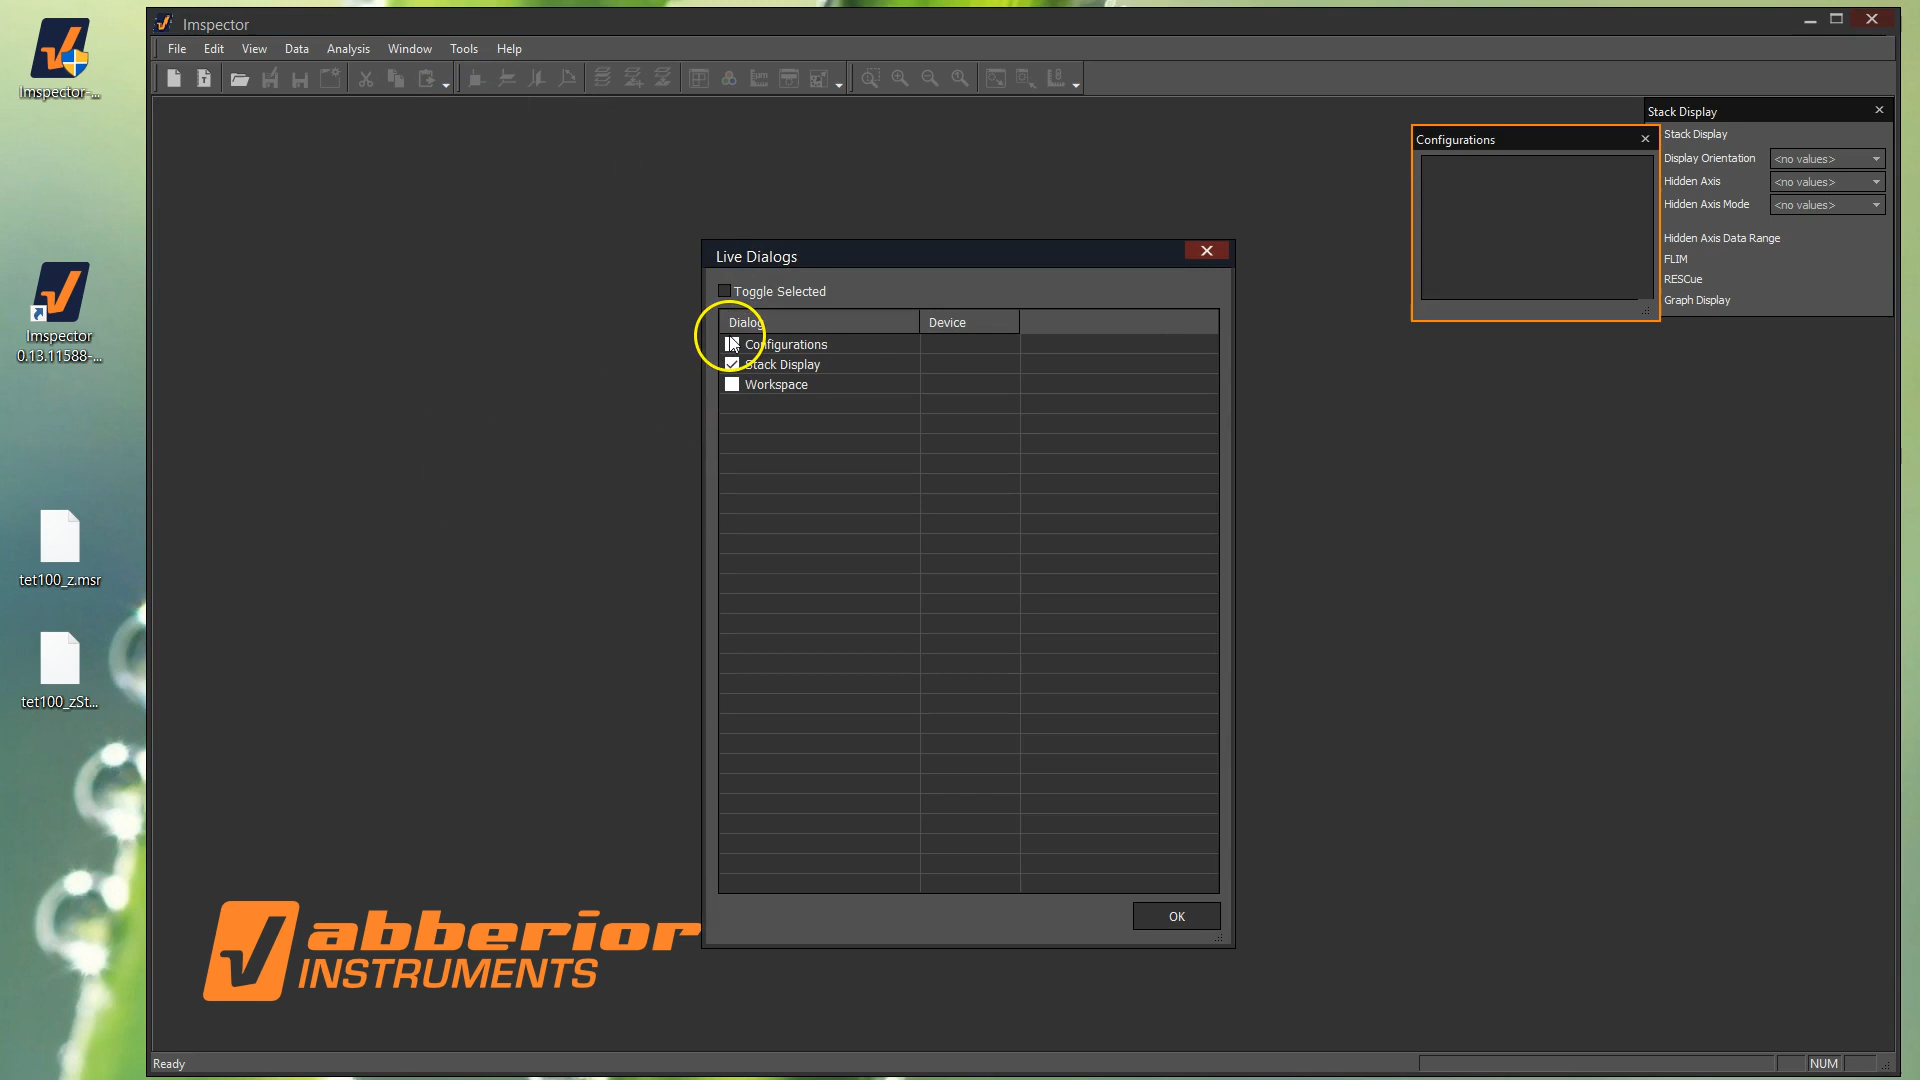 Imspector
File Edit View Data Analysis Window Tools Help
Imspector-...
Imspector
0.13.11588-...
tet100_z.msr
tet100_zSt...
Stack Display
Stack Display
Display Orientation <no values>
Hidden Axis <no values>
Hidden Axis Mode <no values>
Hidden Axis Data Range
FLIM
RESCue
Graph Display
Configurations
Live Dialogs
Toggle Selected
Dialog Device
Configurations
Stack Display
Workspace
OK
abberior
INSTRUMENTS
Ready
NUM